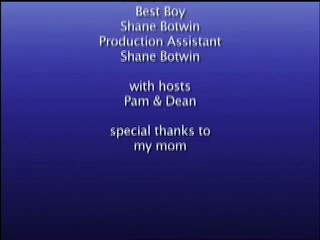 Best Boy
Shane Botwin
Production Assistant
Shane Botwin
with hosts
Pam & Dean
special thanks to
my mom